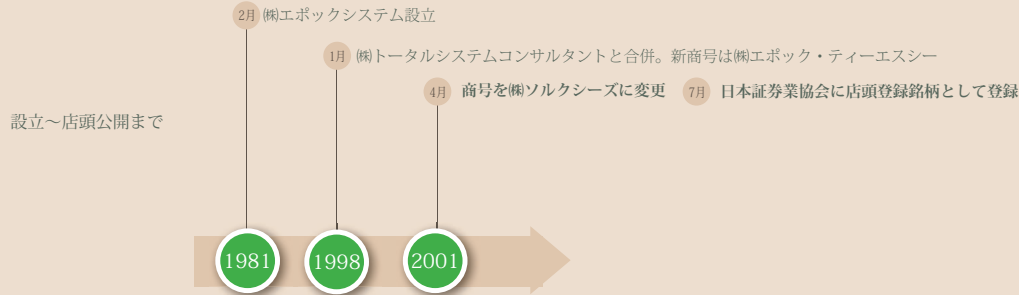 2月 ㈱エポックシステム設立
1月 ㈱トータルシステムコンサルタントと合併。新商号は㈱エポック・ティーエスシー
4月 商号を㈱ソルクシーズに変更 7月 日本証券業協会に店頭登録銘柄として登録
設立～店頭公開まで
1981 1998 2001